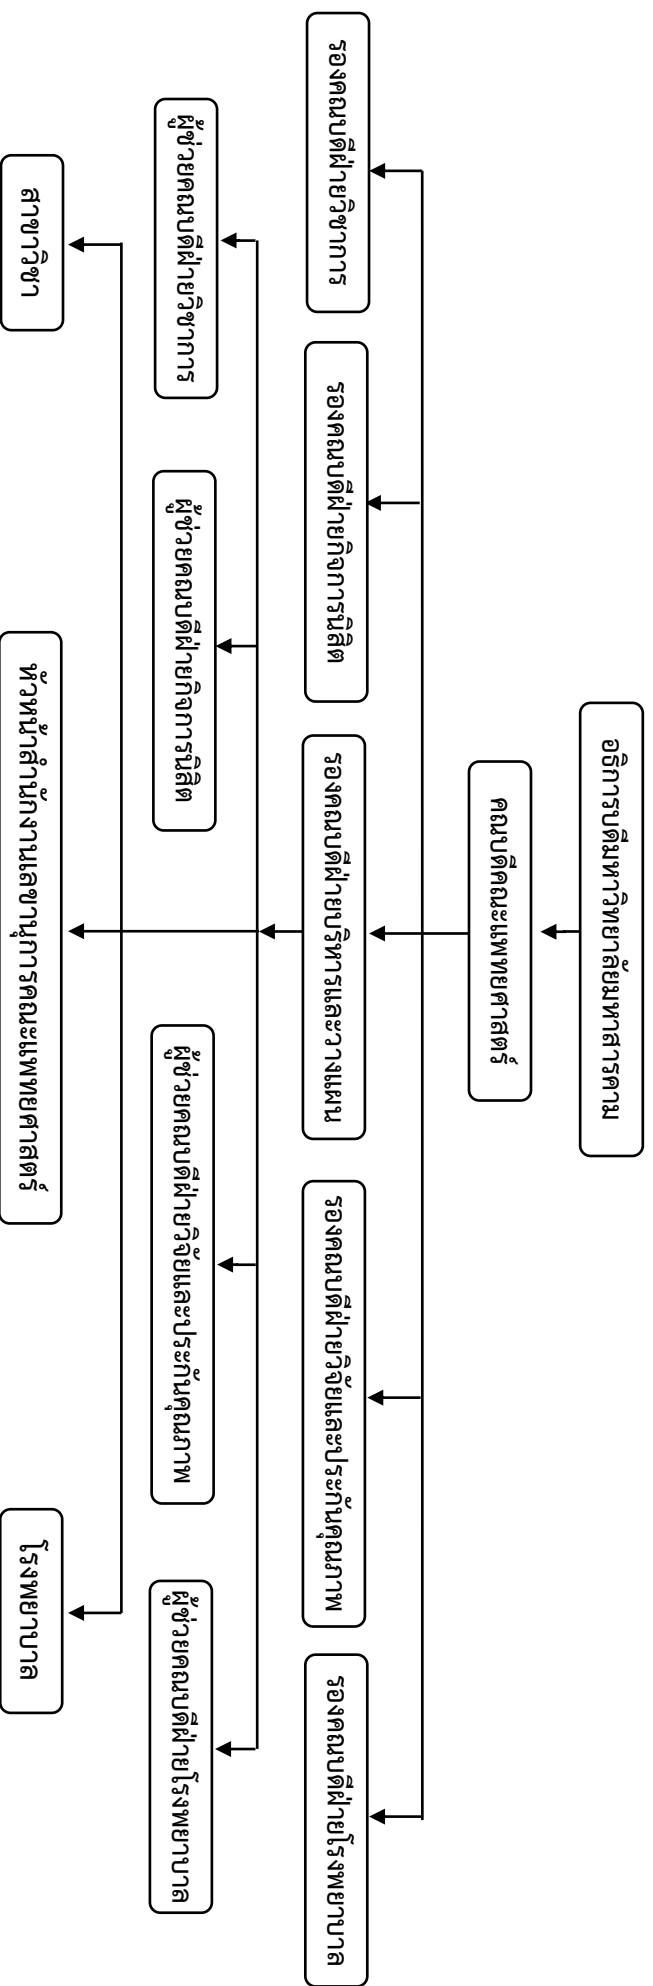 อธิการบดีมหาวิทยาลัยมหาสารคาม
คณบดีคณะแพทยศาสตร์
รองคณบดีฝ่ายวิชาการ
รองคณบดีฝ่ายกิจการนิสิต
รองคณบดีฝ่ายบริหารและวางแผน
รองคณบดีฝ่ายวิจัยและประกันคุณภาพ
รองคณบดีฝ่ายโรงพยาบาล
ผู้ช่วยคณบดีฝ่ายวิชาการ
ผู้ช่วยคณบดีฝ่ายกิจการนิสิต
ผู้ช่วยคณบดีฝ่ายวิจัยและประกันคุณภาพ
ผู้ช่วยคณบดีฝ่ายโรงพยาบาล
สาขาวิชา
หัวหน้าสำนักงานเลขานุการคณะแพทยศาสตร์
โรงพยาบาล